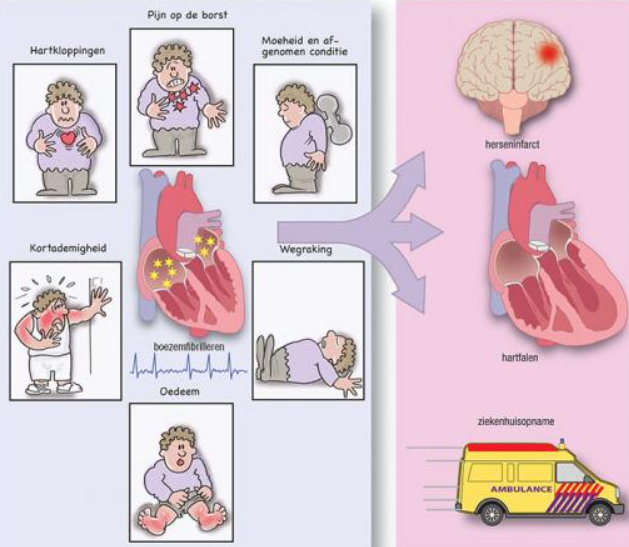 Pijn op de borst
Hartkloppingen
Moeheid en af-
genomen conditie
Kortademigheid
Wegraking
boezemfibrilleren
Oedeem
herseninfarct
hartfalen
ziekenhuisopname
AMBULANCE